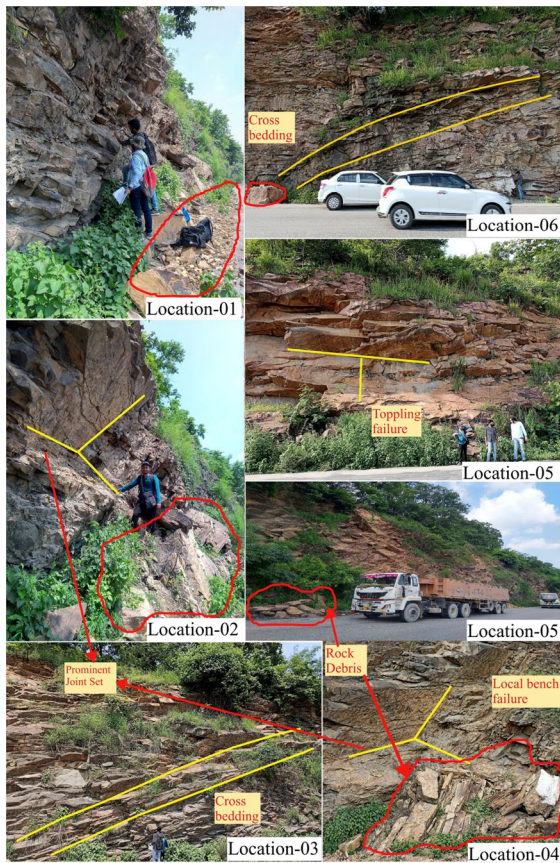 Location-01
Cross
bedding
Location-06
Toppling
failure
Location-05
Location-02
Location-05
Prominent
Joint Set
Rock
Debris
Local bench
failure
Cross
bedding
Location-03
Location-04